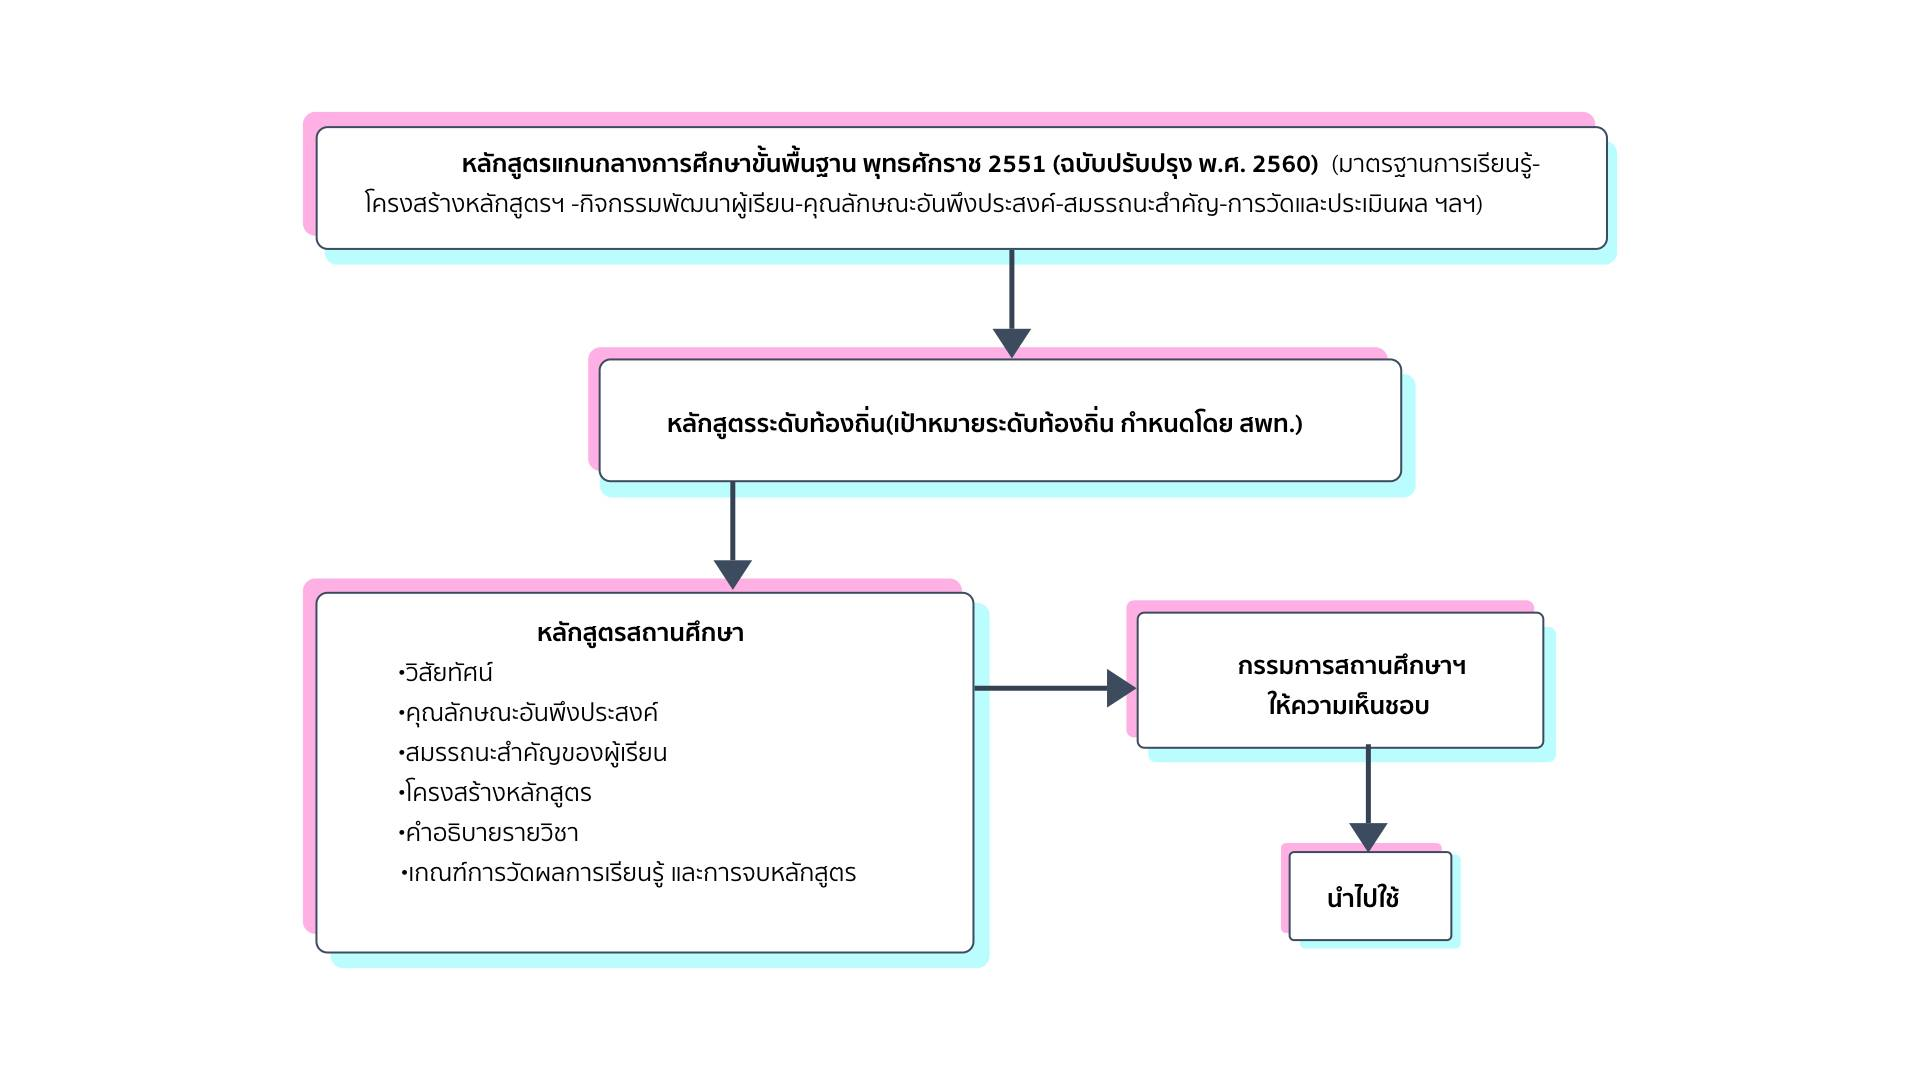 หลักสูตรแกนกลางการศึกษาขั้นพื้นฐาน พุทธศักราช 2551 (ฉบับปรับปรุง พ.ศ. 2560) (มาตรฐานการเรียนรู้-
โครงสร้างหลักสูตรฯ -กิจกรรมพัฒนาผู้เรียน-คุณลักษณะอันพึงประสงค์-สมรรถนะสำคัญ-การวัดและประเมินผล ฯลฯ)
หลักสูตรระดับท้องถิ่น(เป้าหมายระดับท้องถิ่น กำหนดโดย สพท.)
หลักสูตรสถานศึกษา
•วิสัยทัศน์
•คุณลักษณะอันพึงประสงค์
•สมรรถนะสำคัญของผู้เรียน
•โครงสร้างหลักสูตร
•คำอธิบายรายวิชา
•เกณฑ์การวัดผลการเรียนรู้ และการจบหลักสูตร
กรรมการสถานศึกษาฯ
ให้ความเห็นชอบ
นำไปใช้